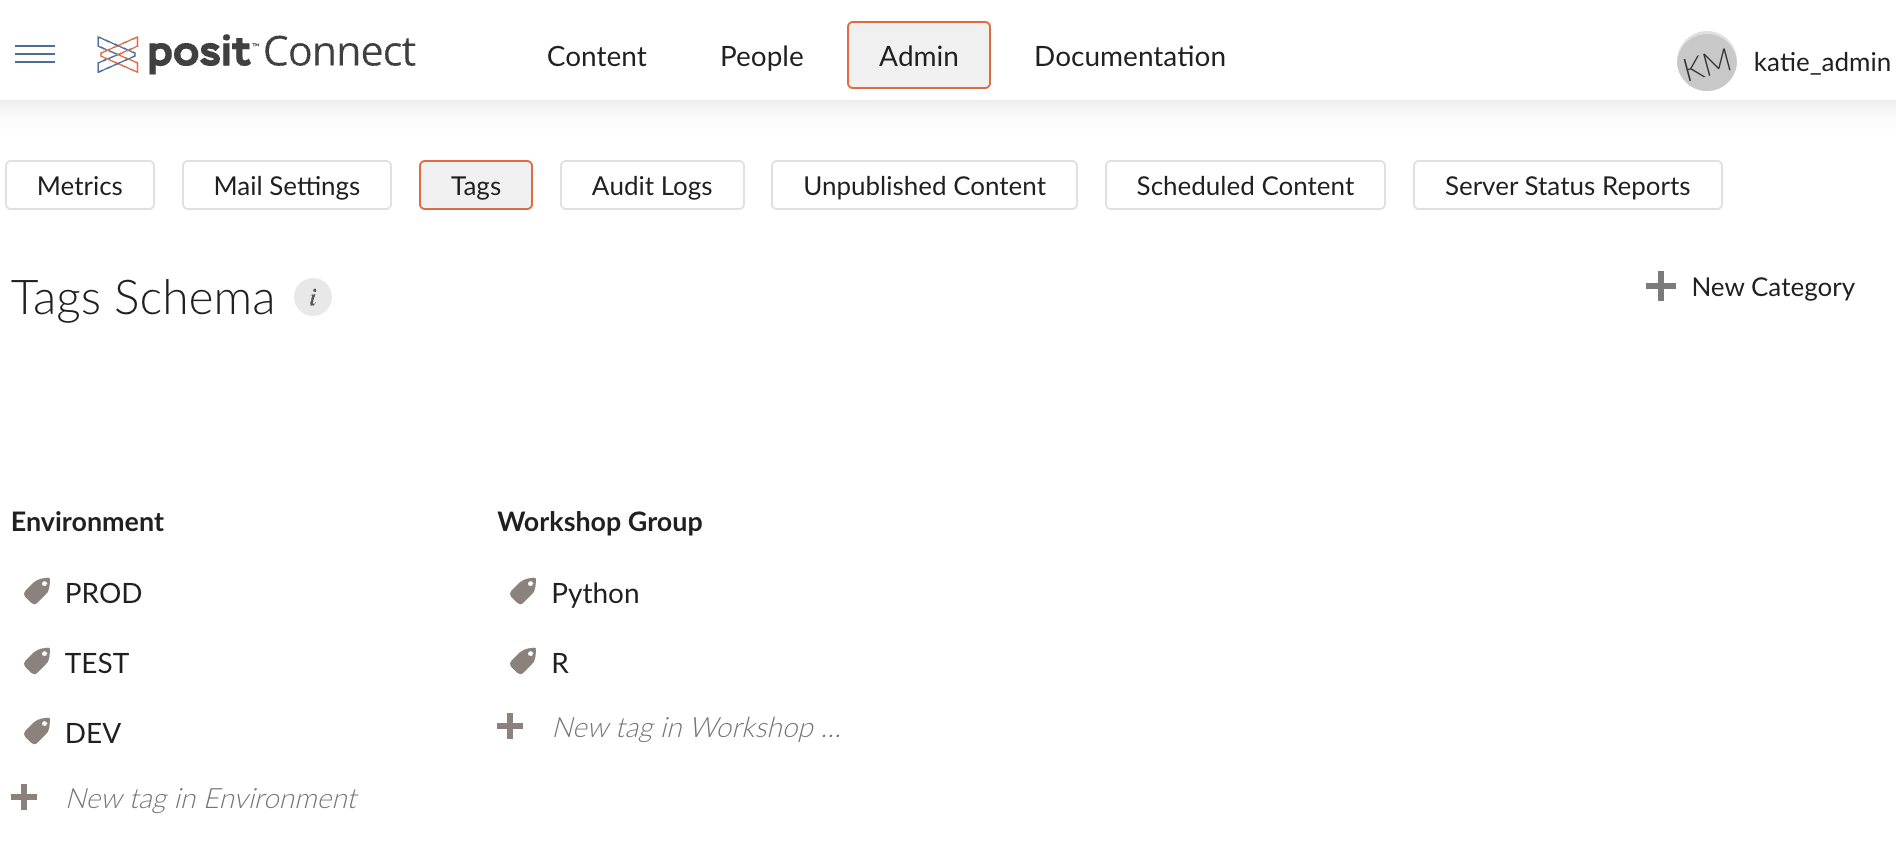 posit™ Connect
Content
People
Admin
Documentation
KM
katie_admin
Metrics
Mail Settings
Tags
Audit Logs
Unpublished Content
Scheduled Content
Server Status Reports
Tags Schema i
New Category
Environment
PROD
TEST
DEV
New tag in Environment
Workshop Group
Python
R
New tag in Workshop ...